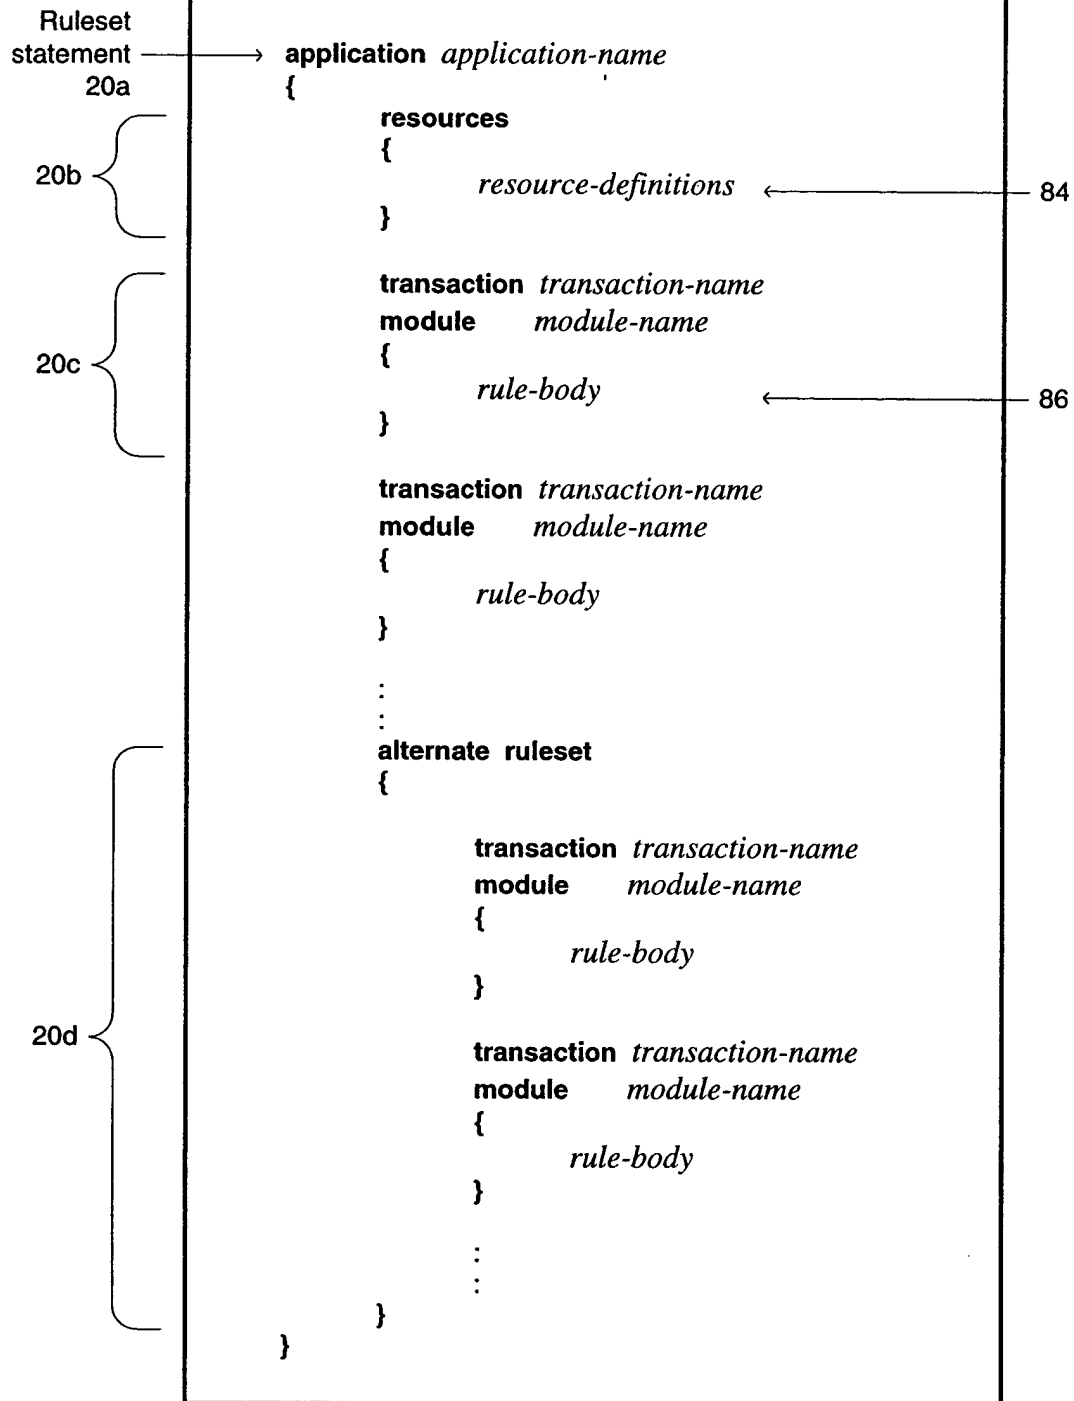 Ruleset
statement
20a
application application-name
{
resources
{
20b
resource-definitions
84
}
transaction transaction-name
module module-name
{
20c
rule-body
86
}
transaction transaction-name
module module-name
{
rule-body
}
:
:
alternate ruleset
{
transaction transaction-name
module module-name
{
rule-body
}
20d
transaction transaction-name
module module-name
{
rule-body
}
:
:
}
}